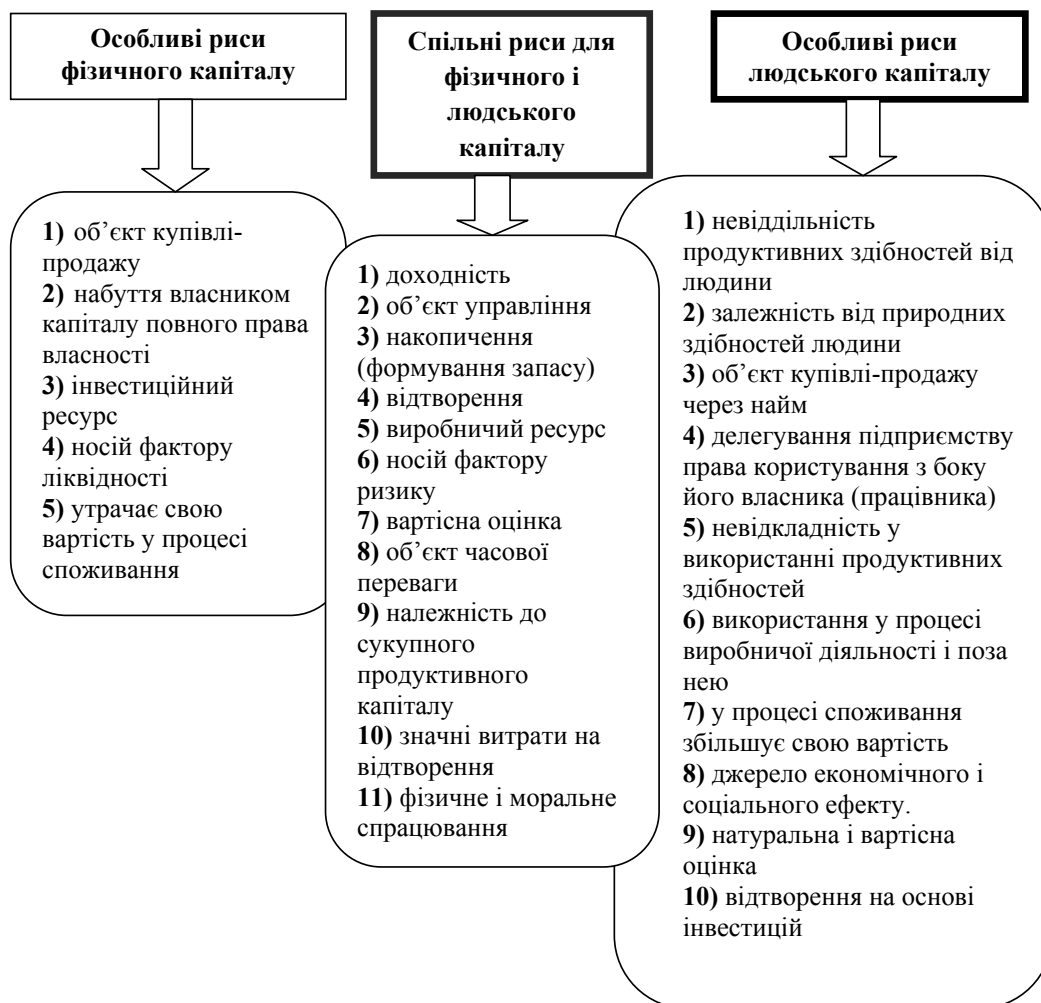 Особливі риси
фізичного капіталу
Спільні риси для
фізичного і
людського
капіталу
Особливі риси
людського капіталу
1) об’єкт купівлі-
продажу
2) набуття власником
капіталу повного права
власності
3) інвестиційний
ресурс
4) носій фактору
ліквідності
5) утрачає свою
вартість у процесі
споживання
1) доходність
2) об’єкт управління
3) накопичення
(формування запасу)
4) відтворення
5) виробничий ресурс
6) носій фактору
ризику
7) вартісна оцінка
8) об’єкт часової
переваги
9) належність до
сукупного
продуктивного
капіталу
10) значні витрати на
відтворення
11) фізичне і моральне
спрацювання
1) невіддільність
продуктивних здібностей від
людини
2) залежність від природних
здібностей людини
3) об’єкт купівлі-продажу
через найм
4) делегування підприємству
права користування з боку
його власника (працівника)
5) невідкладність у
використанні продуктивних
здібностей
6) використання у процесі
виробничої діяльності і поза
нею
7) у процесі споживання
збільшує свою вартість
8) джерело економічного і
соціального ефекту.
9) натуральна і вартісна
оцінка
10) відтворення на основі
інвестицій